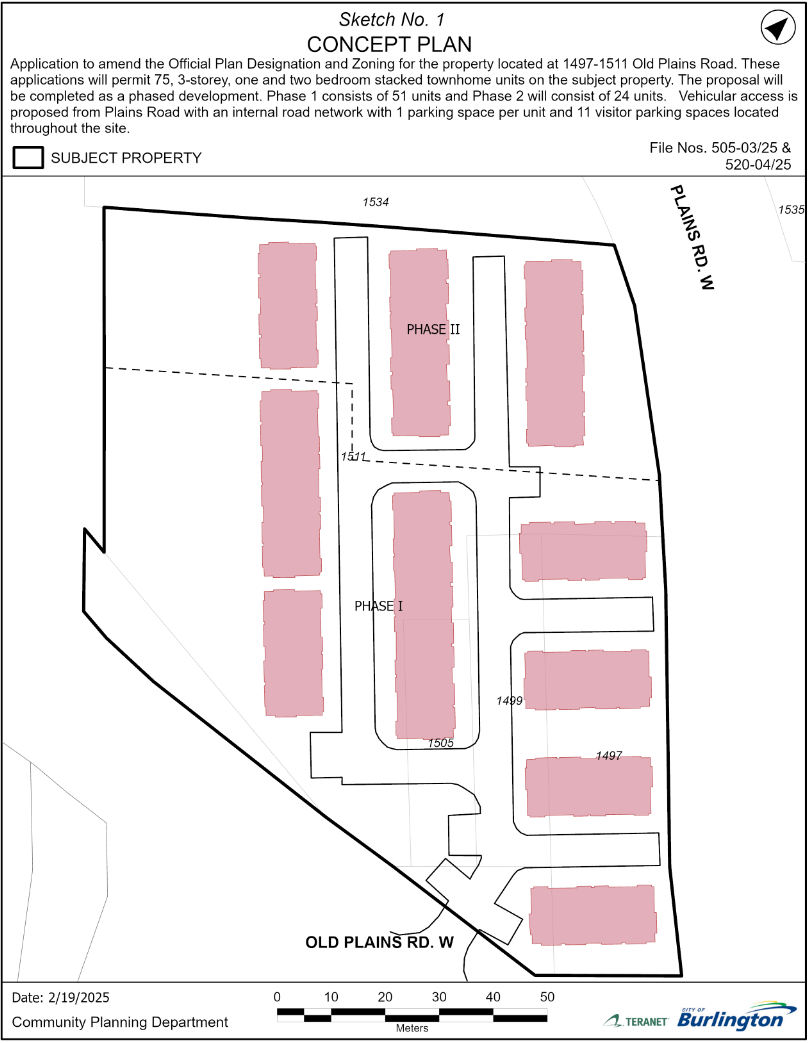 Sketch No. 1
CONCEPT PLAN
Application to amend the Official Plan Designation and Zoning for the property located at 1497-1511 Old Plains Road. These
applications will permit 75, 3-storey, one and two bedroom stacked townhome units on the subject property. The proposal will
be completed as a phased development. Phase 1 consists of 51 units and Phase 2 will consist of 24 units. Vehicular access is
proposed from Plains Road with an internal road network with 1 parking space per unit and 11 visitor parking spaces located
throughout the site.
SUBJECT PROPERTY
File Nos. 505-03/25 &
520-04/25
1534
PLAINS RD. W
1535
PHASE II
1511
PHASE I
1499
1505
1497
OLD PLAINS RD. W
Date: 2/19/2025
Community Planning Department
0 10 20 30 40 50
Meters
TERANET
CITY OF
Burlington